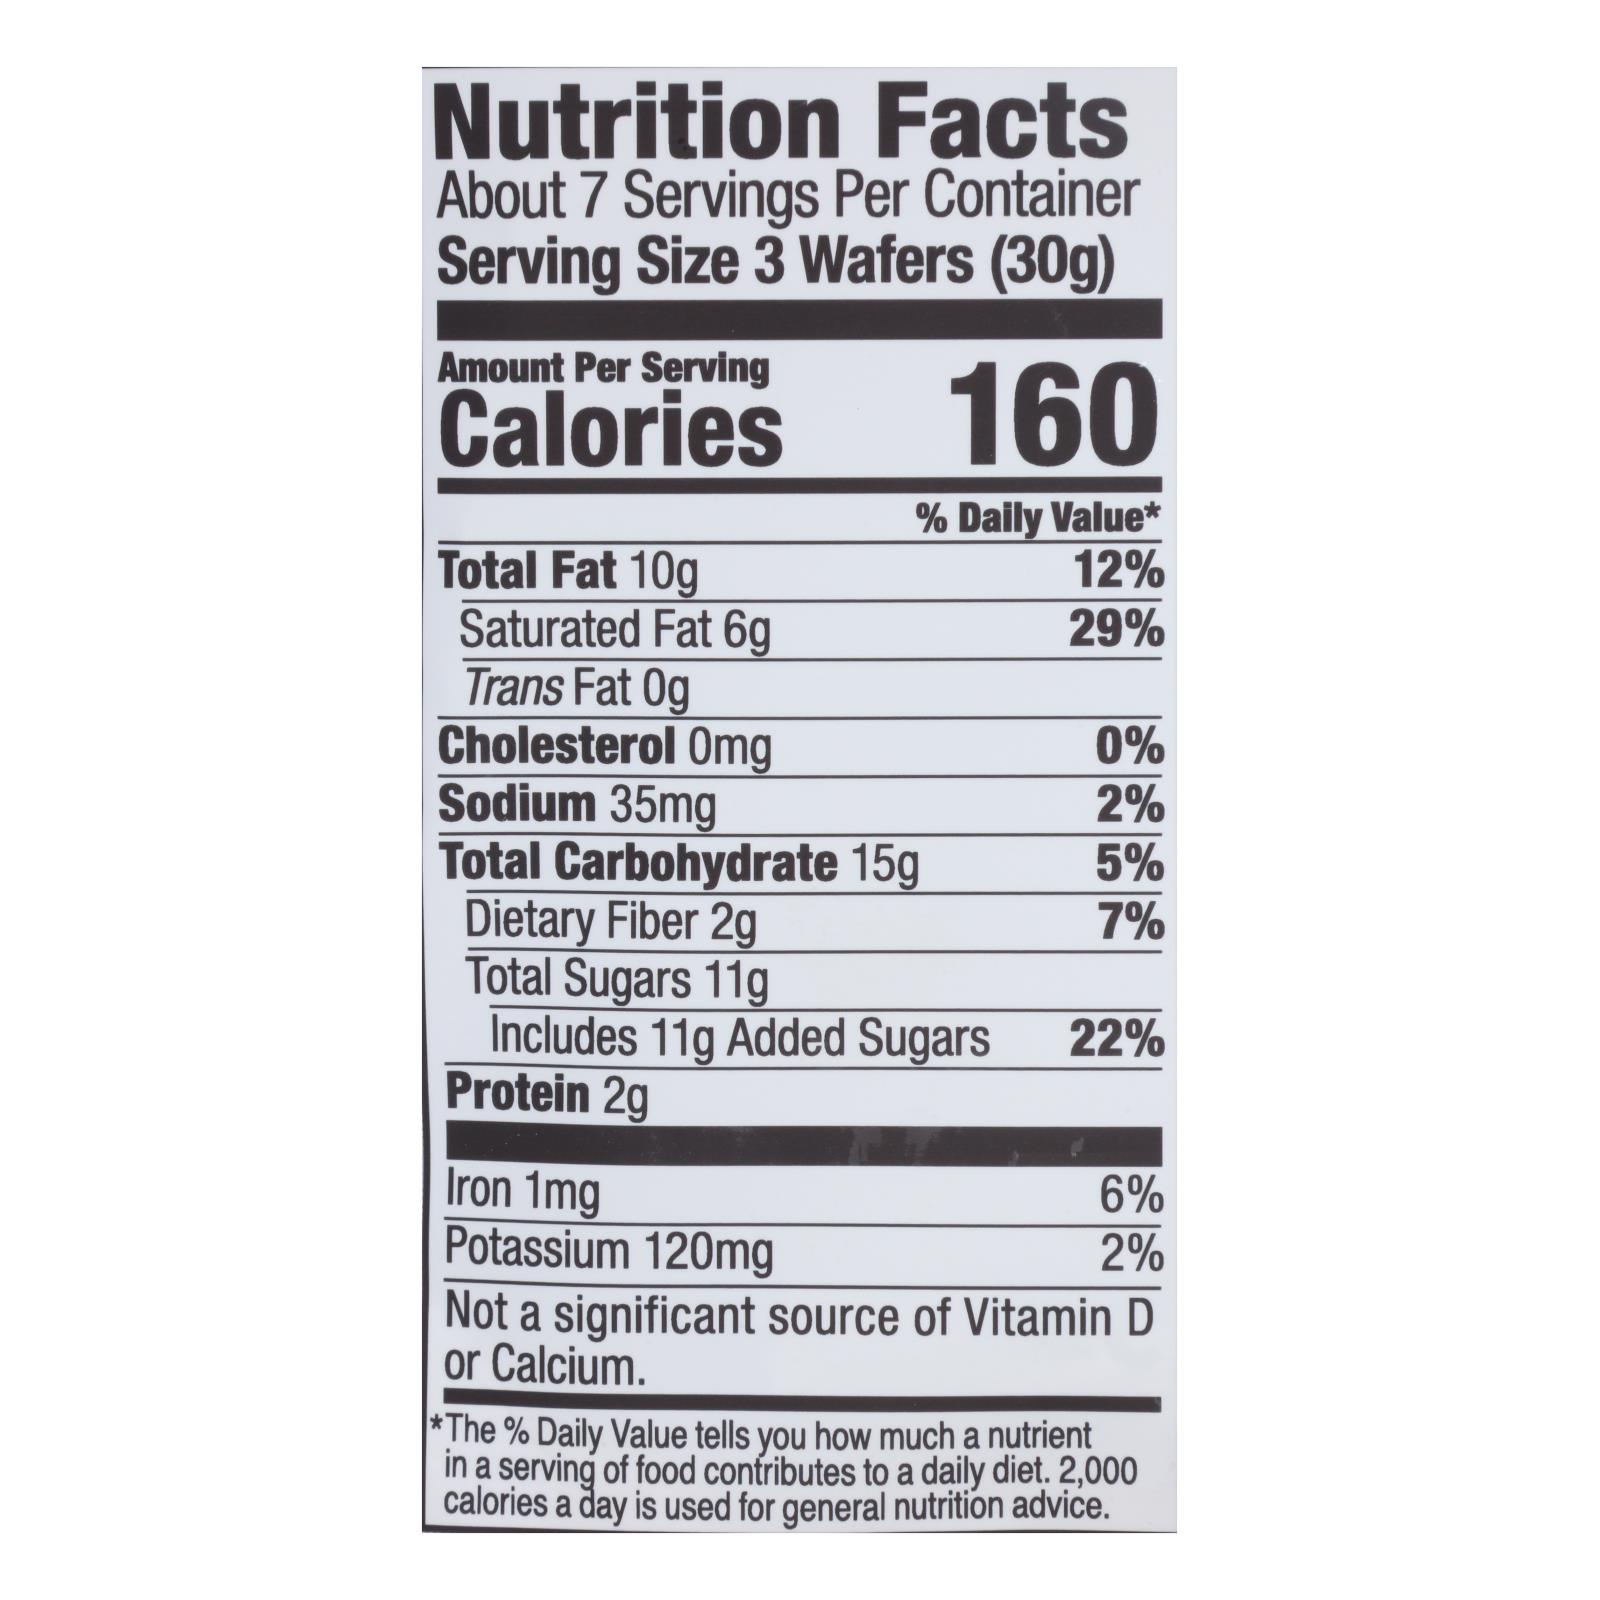 Nutrition Facts
About 7 Servings Per Container
Serving Size 3 Wafers (30g)
Amount Per Serving
Calories 160
% Daily Value*
Total Fat 10g 12%
Saturated Fat 6g 29%
Trans Fat 0g
Cholesterol 0mg 0%
Sodium 35mg 2%
Total Carbohydrate 15g 5%
Dietary Fiber 2g 7%
Total Sugars 11g
Includes 11g Added Sugars 22%
Protein 2g
Iron 1mg 6%
Potassium 120mg 2%
Not a significant source of Vitamin D
or Calcium.
*The % Daily Value tells you how much a nutrient
in a serving of food contributes to a daily diet. 2,000
calories a day is used for general nutrition advice.